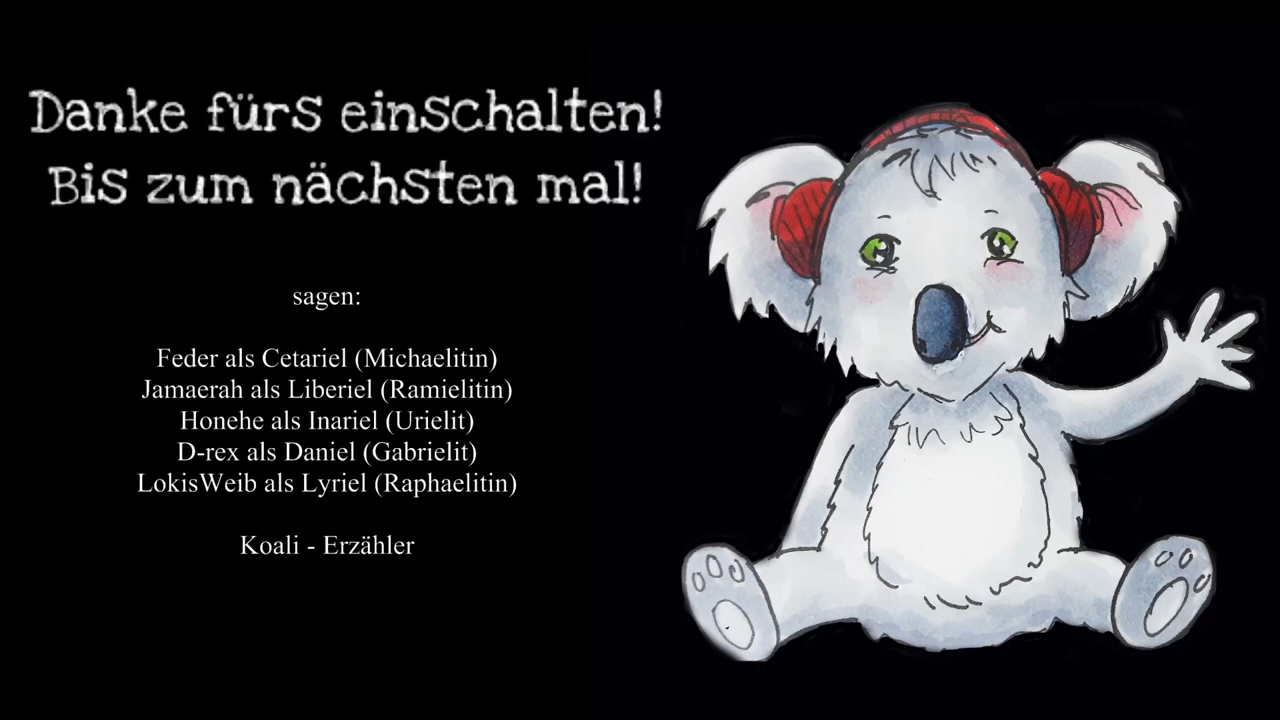 Danke fürs einschalten!
Bis zum nächsten mal!
sagen:
Feder als Cetariel (Michaelitin)
Jamaerah als Liberiel (Ramielitin)
Honehe als Inariel (Urielit)
D-rex als Daniel (Gabrielit)
LokisWeib als Lyriel (Raphaelitin)
Koali - Erzähler